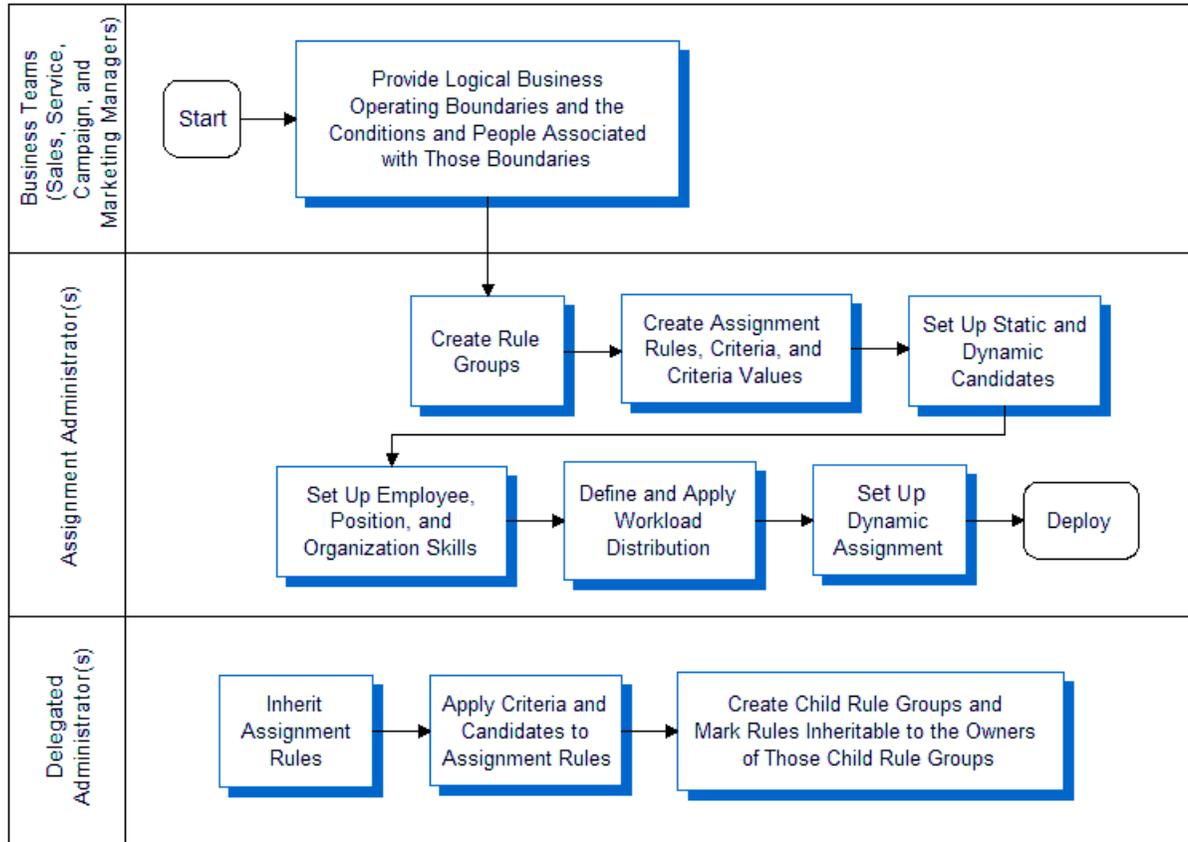 Business Teams
(Sales, Service,
Campaign, and
Marketing Managers)
Start
Provide Logical Business
Operating Boundaries and the
Conditions and People Associated
with Those Boundaries
Assignment Administrator(s)
Create Rule
Groups
Create Assignment
Rules, Criteria, and
Criteria Values
Set Up Static and
Dynamic
Candidates
Set Up Employee,
Position, and
Organization Skills
Define and Apply
Workload
Distribution
Set Up
Dynamic
Assignment
Deploy
Delegated
Administrator(s)
Inherit
Assignment
Rules
Apply Criteria and
Candidates to
Assignment Rules
Create Child Rule Groups and
Mark Rules Inheritable to the Owners
of Those Child Rule Groups